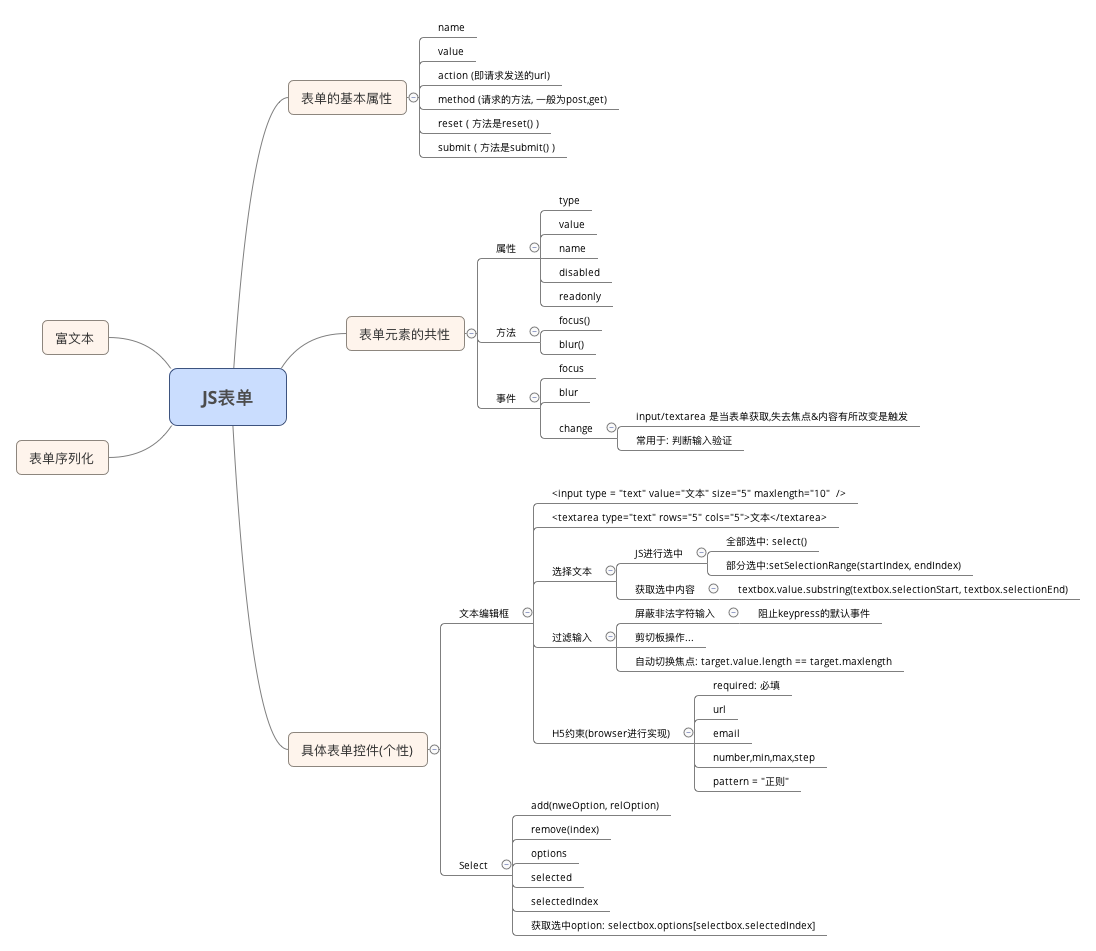 JS表单
表单的基本属性
name
value
action (即请求发送的url)
method (请求的方法, 一般为post,get)
reset ( 方法是reset() )
submit ( 方法是submit() )
表单元素的共性
属性
type
value
name
disabled
readonly
方法
focus()
blur()
事件
focus
blur
change
input/textarea 是当表单获取,失去焦点&内容有所改变是触发
常用于: 判断输入验证
具体表单控件(个性)
文本编辑框
<input type = "text" value="文本" size="5" maxlength="10"  />
<textarea type="text" rows="5" cols="5">文本</textarea>
选择文本
JS进行选中
全部选中: select()
部分选中:setSelectionRange(startIndex, endIndex)
获取选中内容
textbox.value.substring(textbox.selectionStart, textbox.selectionEnd)
过滤输入
屏蔽非法字符输入
阻止keypress的默认事件
剪切板操作...
自动切换焦点: target.value.length == target.maxlength
H5约束(browser进行实现)
required: 必填
url
email
number,min,max,step
pattern = "正则"
Select
add(nweOption, relOption)
remove(index)
options
selected
selectedIndex
获取选中option: selectbox.options[selectbox.selectedIndex]
富文本
表单序列化